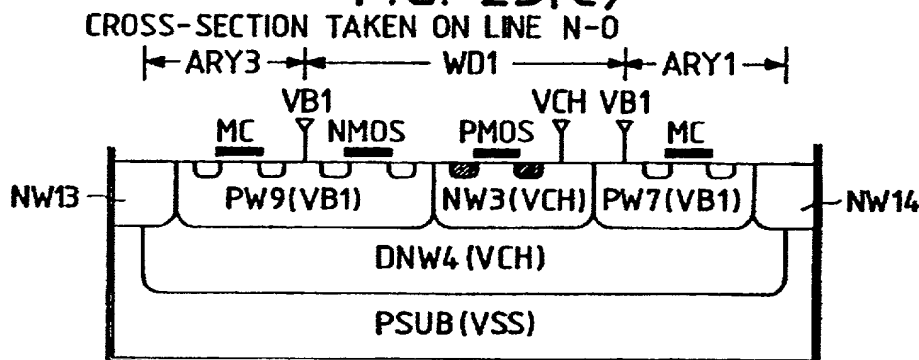 CROSS-SECTION TAKEN ON LINE N-O
ARY3 WD1 ARY1
VB1 VCH VB1
MC NMOS PMOS MC
NW13 PW9(VB1) NW3(VCH) PW7(VB1) NW14
DNW4(VCH)
PSUB(VSS)